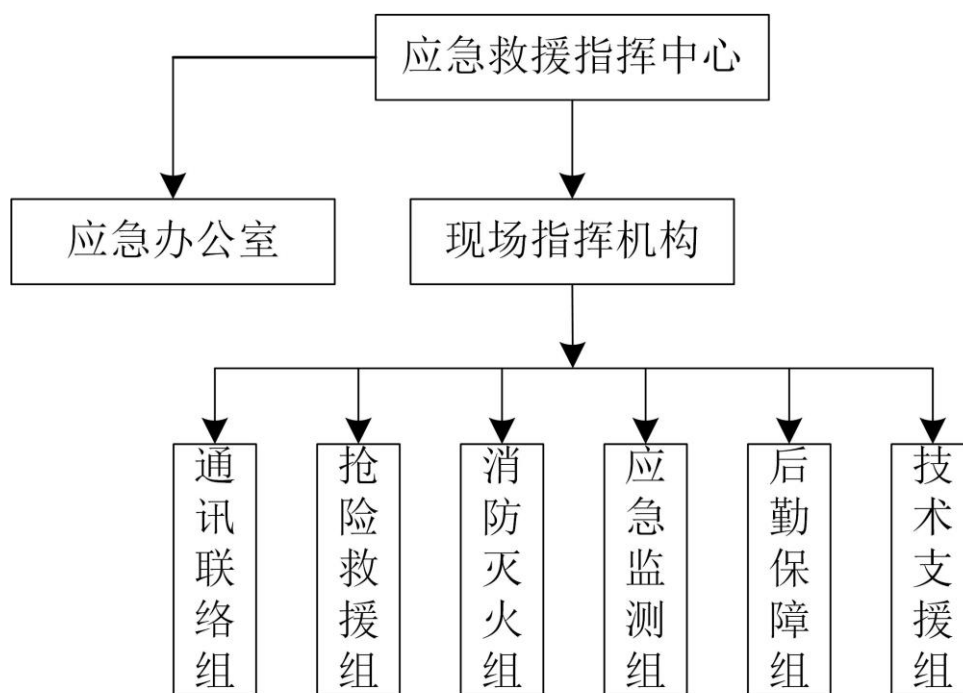 应急救援指挥中心
应急办公室
现场指挥机构
通讯联络组
抢险救援组
消防灭火组
应急监测组
后勤保障组
技术支援组